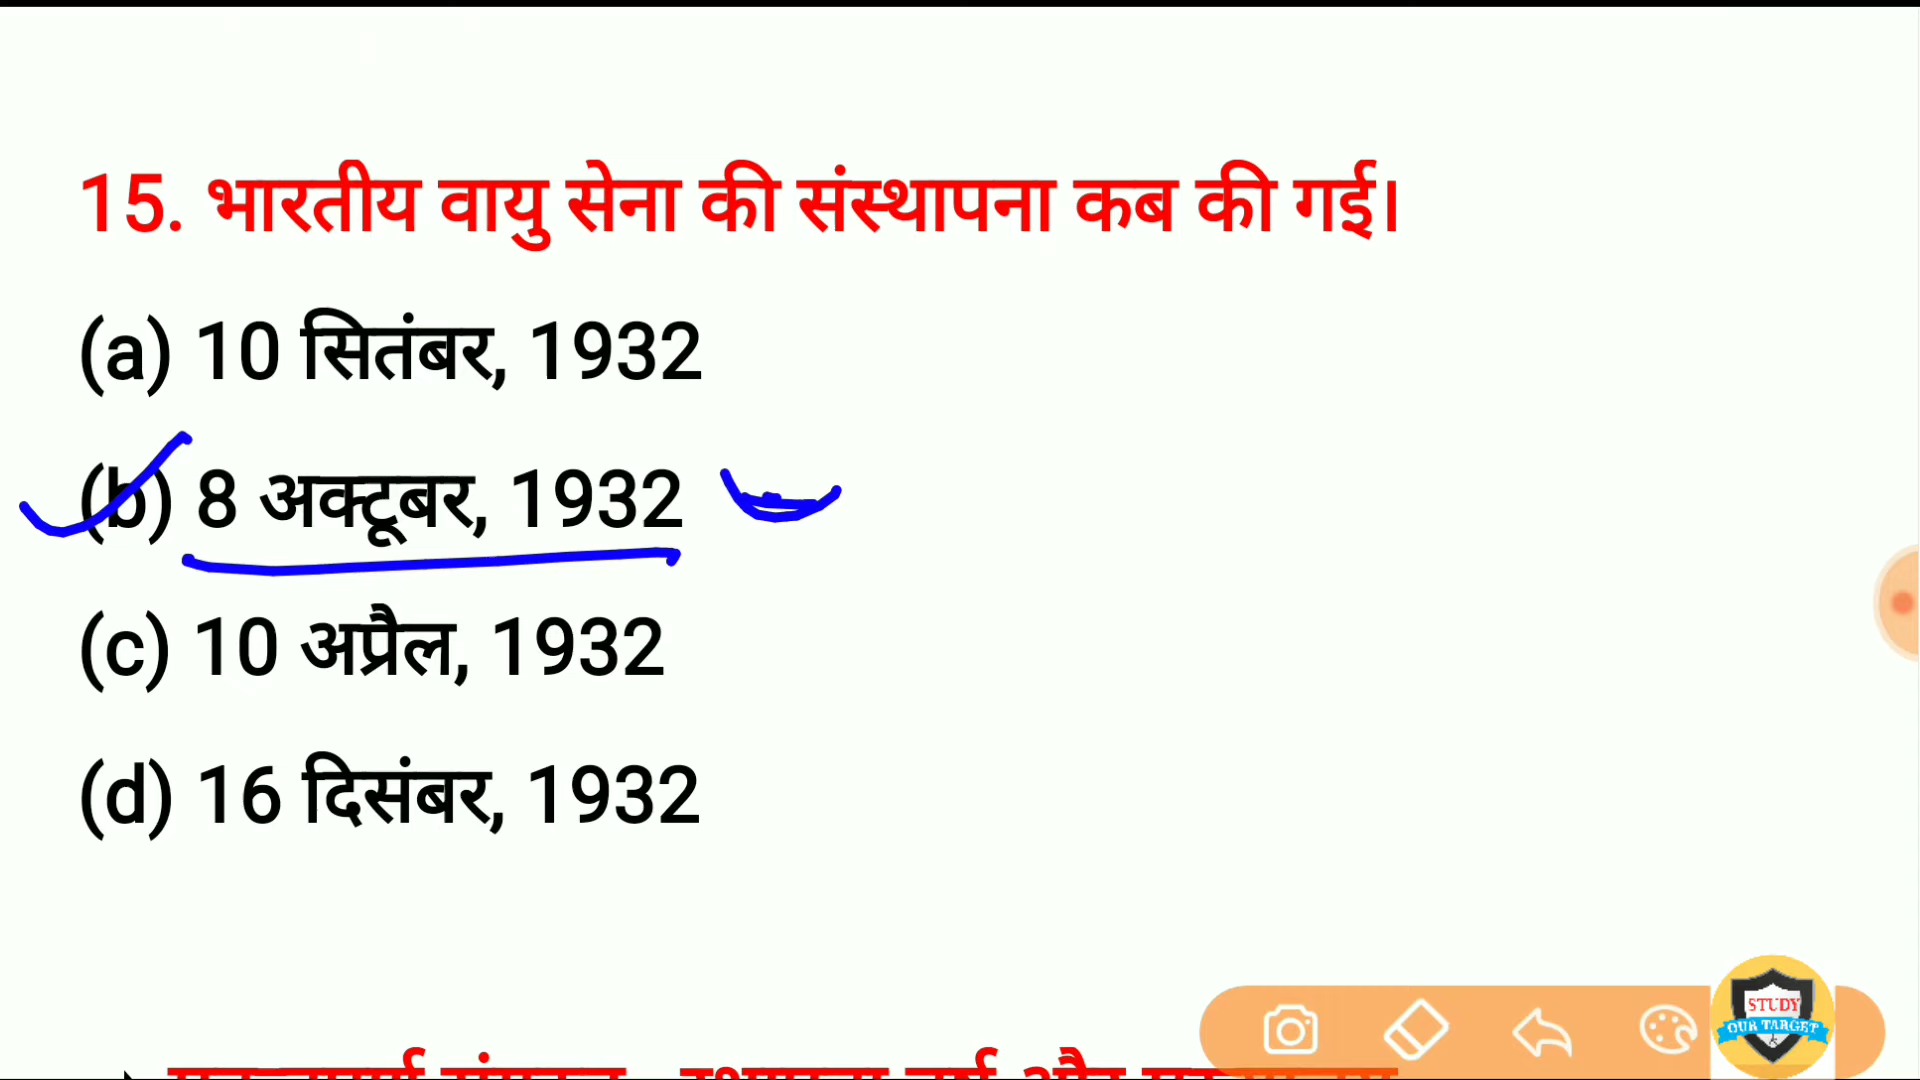 15. भारतीय वायु सेना की संस्थापना कब की गई।
(a) 10 सितंबर, 1932
(b) 8 अक्टूबर, 1932
(c) 10 अप्रैल, 1932
(d) 16 दिसंबर, 1932
STUDY
OUR TARGET